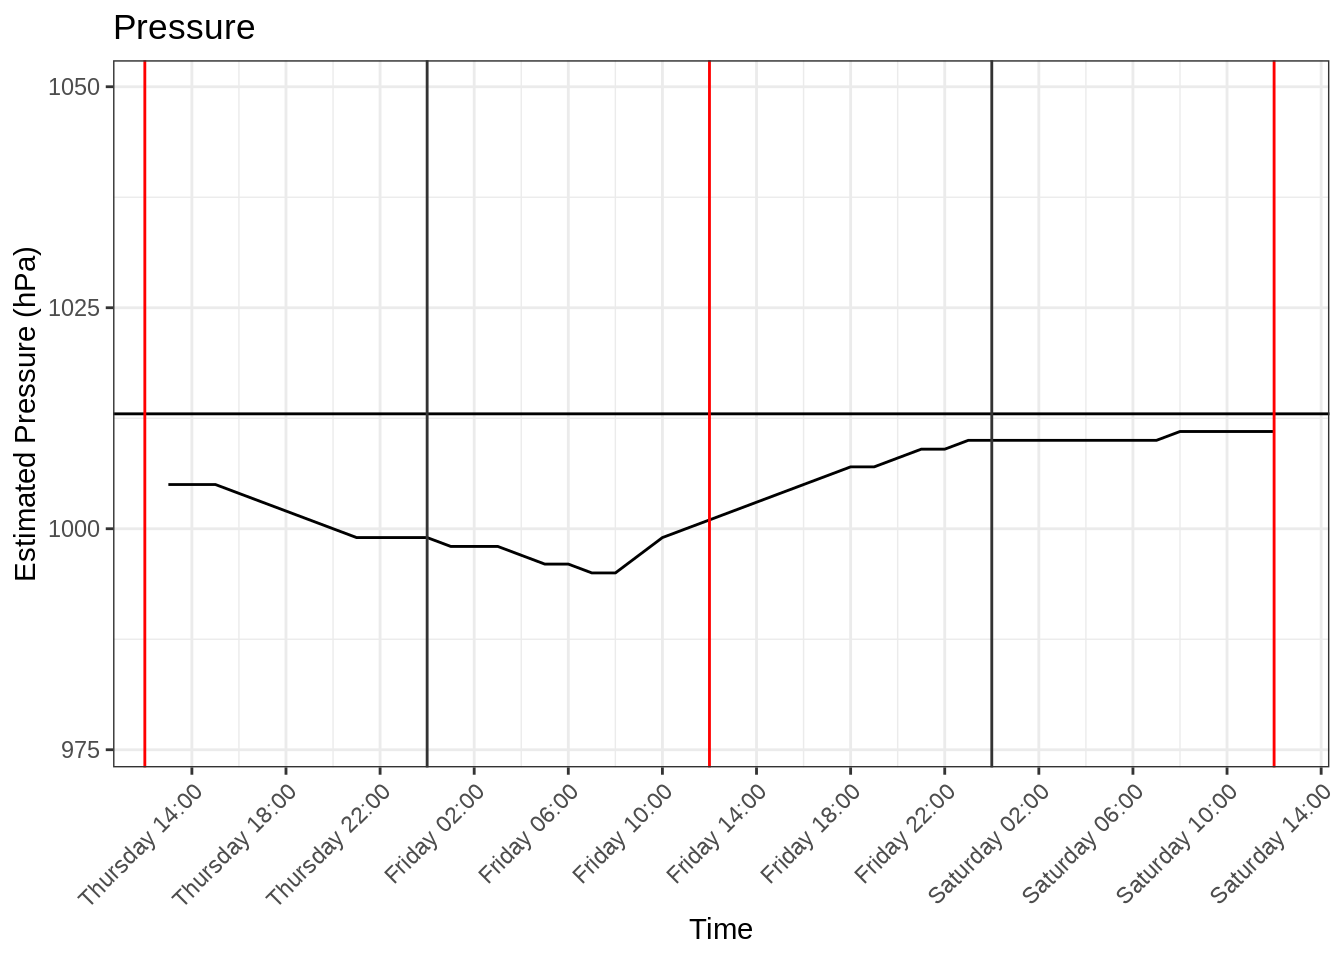 Pressure
Estimated Pressure (hPa)
1050
1025
1000
975
Thursday 14:00
Thursday 18:00
Thursday 22:00
Friday 02:00
Friday 06:00
Friday 10:00
Friday 14:00
Friday 18:00
Friday 22:00
Saturday 02:00
Saturday 06:00
Saturday 10:00
Saturday 14:00
Time